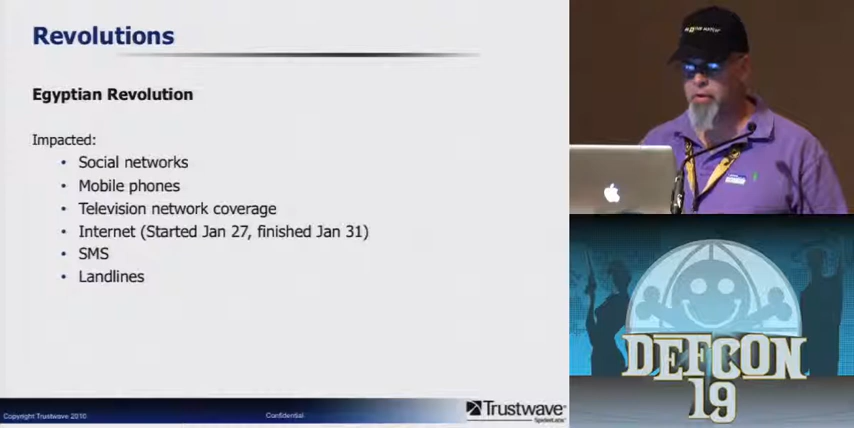 Revolutions
Egyptian Revolution
Impacted:
• Social networks
• Mobile phones
• Television network coverage
• Internet (Started Jan 27, finished Jan 31)
• SMS
• Landlines
Copyright Trustwave 2010
Confidential
Trustwave
SpiderLabs
DEFCON
19